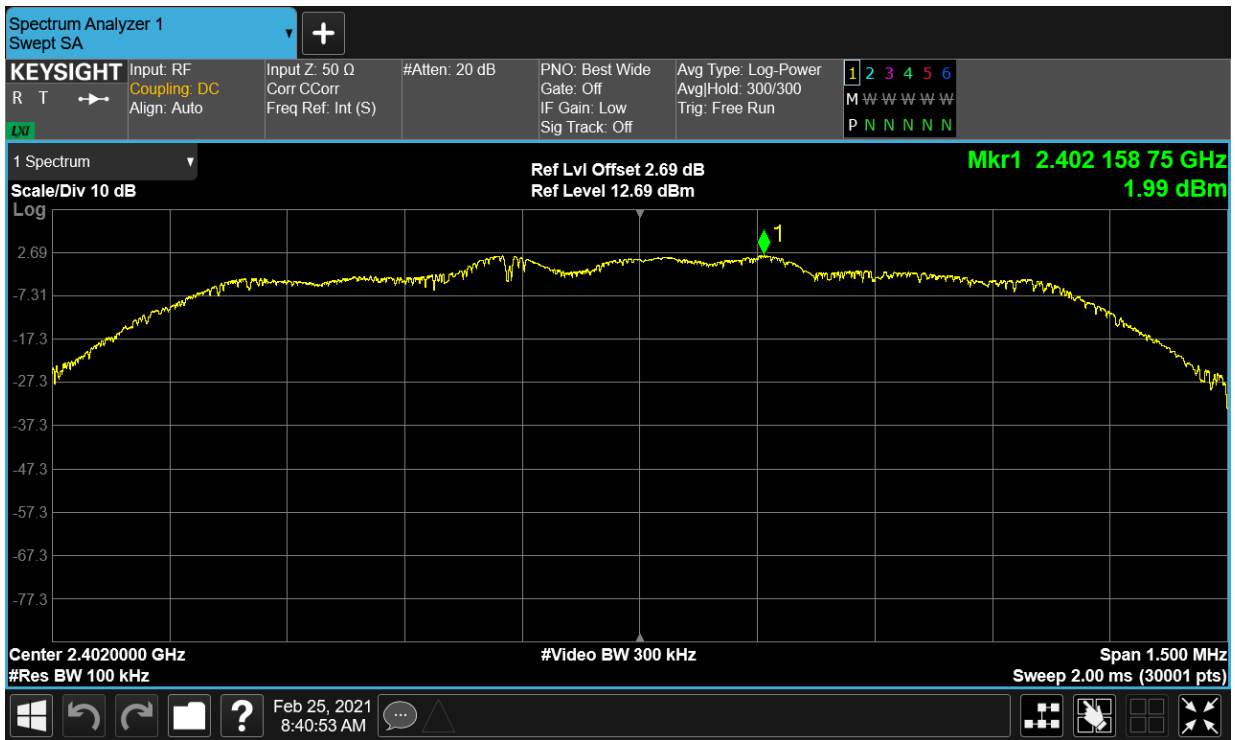 Spectrum Analyzer 1
Swept SA
+
KEYSIGHT
R T
LXI
Input: RF
Coupling: DC
Align: Auto
Input Z: 50 Ω
Corr CCorr
Freq Ref: Int (S)
#Atten: 20 dB
PNO: Best Wide
Gate: Off
IF Gain: Low
Sig Track: Off
Avg Type: Log-Power
Avg|Hold: 300/300
Trig: Free Run
1 2 3 4 5 6
M W W W W W
P N N N N N
1 Spectrum
Scale/Div 10 dB
Log
Ref Lvl Offset 2.69 dB
Ref Level 12.69 dBm
Mkr1 2.402 158 75 GHz
1.99 dBm
1
2.69
-7.31
-17.3
-27.3
-37.3
-47.3
-57.3
-67.3
-77.3
Center 2.4020000 GHz
#Res BW 100 kHz
#Video BW 300 kHz
Span 1.500 MHz
Sweep 2.00 ms (30001 pts)
?
Feb 25, 2021
8:40:53 AM